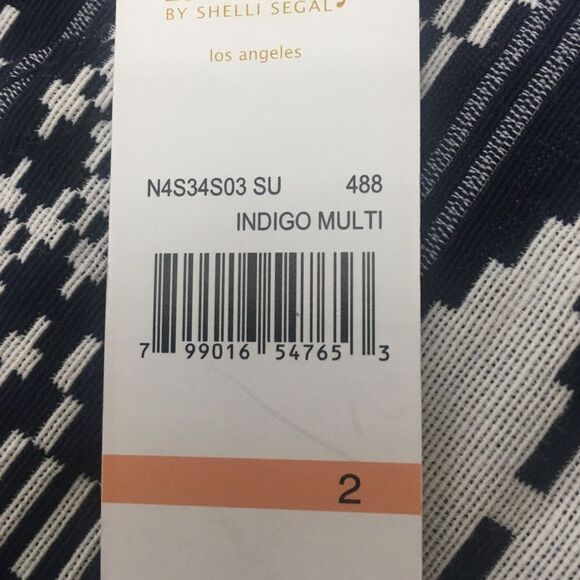 BY SHELLI SEGAL
los angeles
N4S34S03 SU 488
INDIGO MULTI
7 99016 54765 3
2